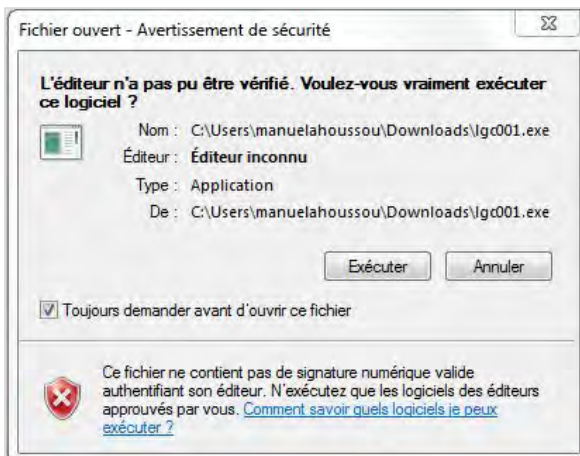 Fichier ouvert - Avertissement de sécurité
L'éditeur n'a pas pu être vérifié. Voulez-vous vraiment exécuter
ce logiciel ?
Nom : C:\Users\manuelahoussou\Downloads\lgc001.exe
Éditeur : Éditeur inconnu
Type : Application
De : C:\Users\manuelahoussou\Downloads\lgc001.exe
Exécuter Annuler
Toujours demander avant d'ouvrir ce fichier
Ce fichier ne contient pas de signature numérique valide
authentifiant son éditeur. N'exécutez que les logiciels des éditeurs
approuvés par vous. Comment savoir quels logiciels je peux
exécuter ?